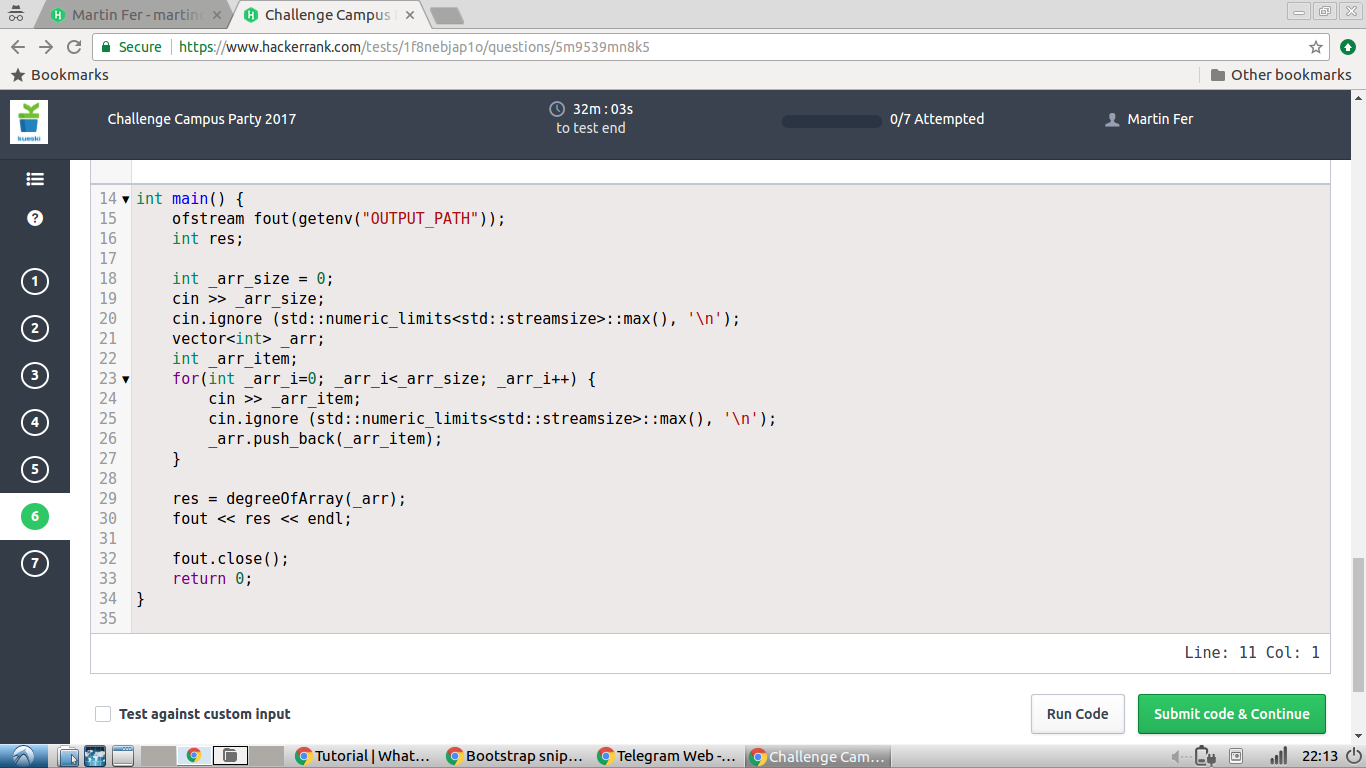 Martin Fer - martin
Challenge Campus
Secure
https://www.hackerrank.com/tests/1f8nebjap1o/questions/5m9539mn8k5
Bookmarks
Other bookmarks
kueski
Challenge Campus Party 2017
32m : 03s
to test end
0/7 Attempted
Martin Fer
1
2
3
4
5
6
7
14 int main() {
15 ofstream fout(getenv("OUTPUT_PATH"));
16 int res;
17
18 int _arr_size = 0;
19 cin >> _arr_size;
20 cin.ignore (std::numeric_limits<std::streamsize>::max(), '\n');
21 vector<int> _arr;
22 int _arr_item;
23 for(int _arr_i=0; _arr_i<_arr_size; _arr_i++) {
24 cin >> _arr_item;
25 cin.ignore (std::numeric_limits<std::streamsize>::max(), '\n');
26 _arr.push_back(_arr_item);
27 }
28
29 res = degreeOfArray(_arr);
30 fout << res << endl;
31
32 fout.close();
33 return 0;
34 }
35
Line: 11 Col: 1
Test against custom input
Run Code
Submit code & Continue
Tutorial | What...
Bootstrap snip...
Telegram Web -...
Challenge Cam...
22:13